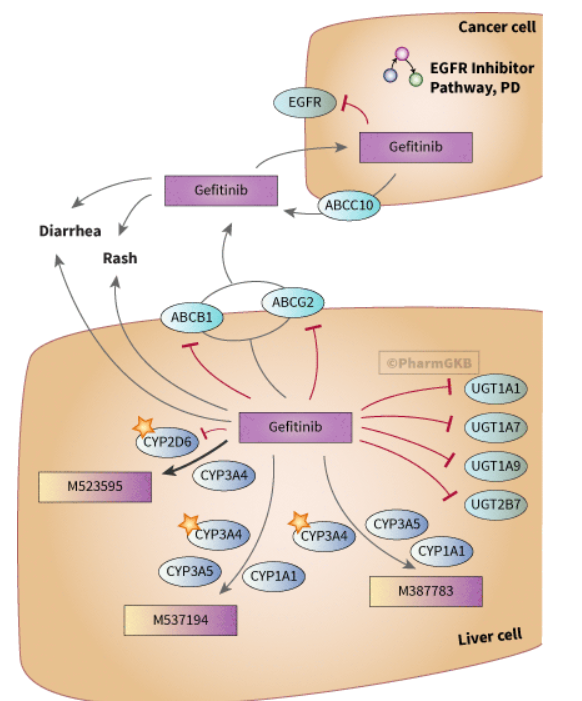 Cancer cell
EGFR Inhibitor
Pathway, PD
EGFR
Gefitinib
Gefitinib
ABCC10
Diarrhea
Rash
ABCB1
ABCG2
©PharmGKB
UGT1A1
UGT1A7
UGT1A9
UGT2B7
Gefitinib
CYP2D6
CYP3A4
M523595
CYP3A4
CYP3A5
CYP1A1
M537194
CYP3A4
CYP3A5
CYP1A1
M387783
Liver cell